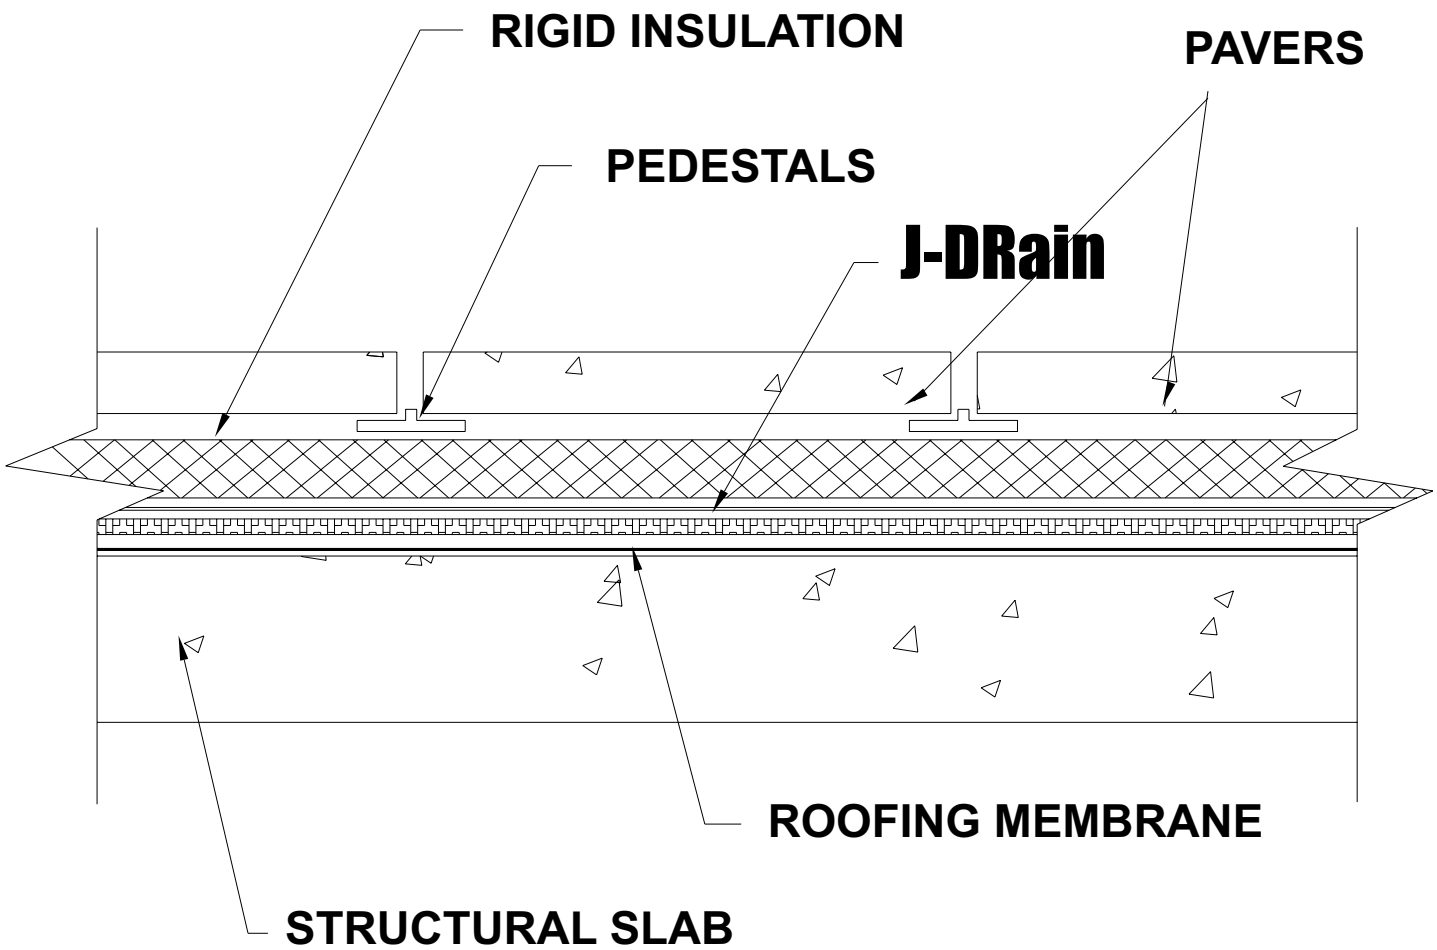 RIGID INSULATION
PAVERS
PEDESTALS
J-DRain
ROOFING MEMBRANE
STRUCTURAL SLAB